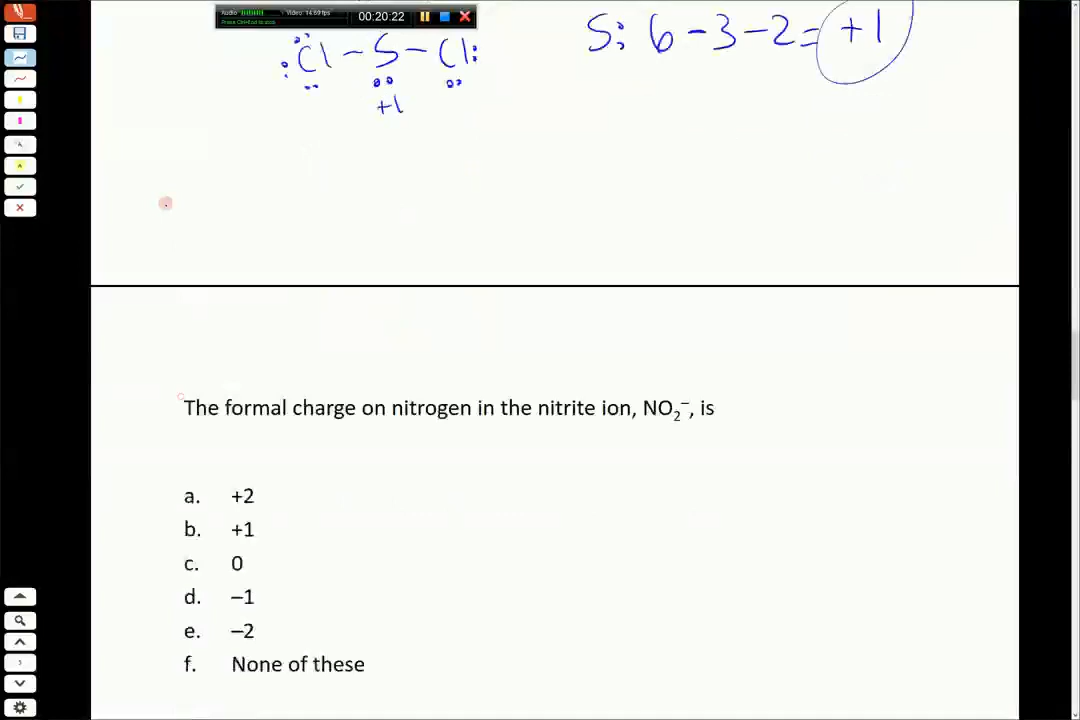 Audio Video: 14.69 fps 00:20:22
:Cl – S – Cl:
+1
S: 6 – 3 – 2 = +1
The formal charge on nitrogen in the nitrite ion, NO₂⁻, is
a. +2
b. +1
c. 0
d. –1
e. –2
f. None of these